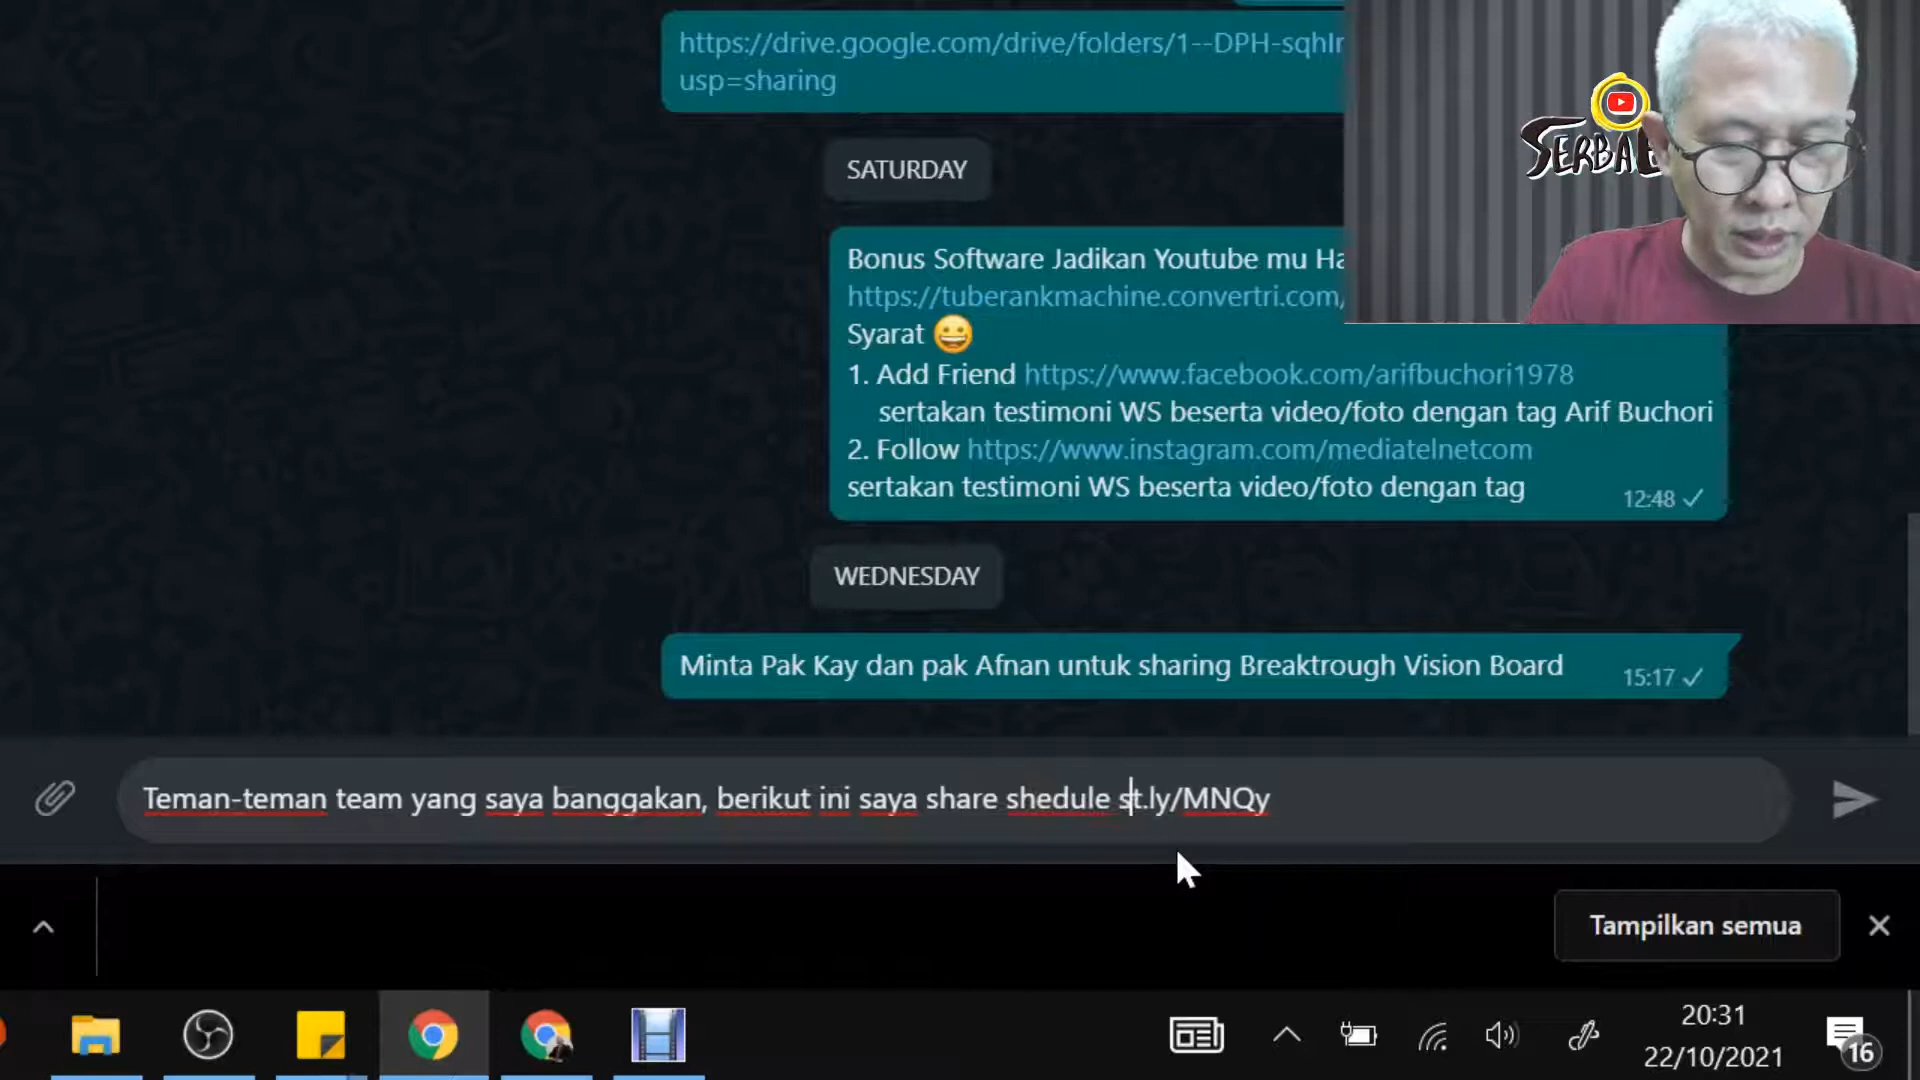 https://drive.google.com/drive/folders/1--DPH-sqhI
usp=sharing
SERBA
SATURDAY
Bonus Software Jadikan Youtube mu
https://tuberankmachine.convertri.com/
Syarat 😀
1. Add Friend https://www.facebook.com/arifbuchori1978
sertakan testimoni WS beserta video/foto dengan tag Arif Buchori
2. Follow https://www.instagram.com/mediatelnetcom
sertakan testimoni WS beserta video/foto dengan tag
12:48
WEDNESDAY
Minta Pak Kay dan pak Afnan untuk sharing Breaktrough Vision Board
15:17
Teman-teman team yang saya banggakan, berikut ini saya share shedule st.ly/MNQy
Tampilkan semua
20:31
22/10/2021
16